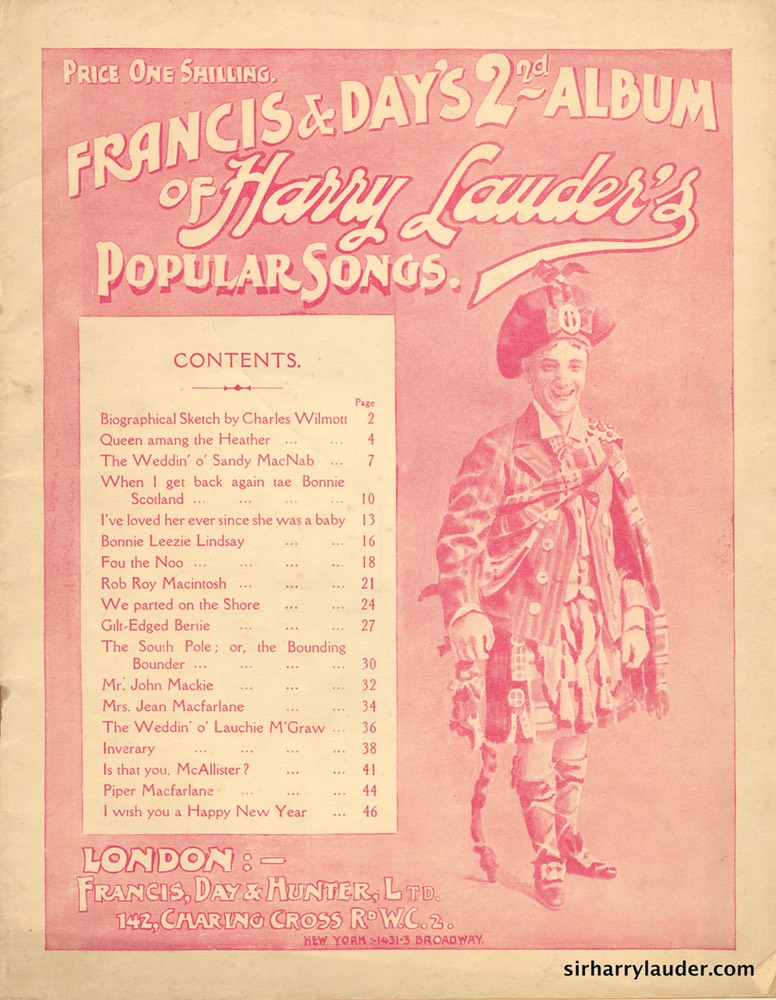 PRICE ONE SHILLING.
FRANCIS & DAY'S 2nd ALBUM
OF Harry Lauder's
POPULAR SONGS.
CONTENTS.
Page
Biographical Sketch by Charles Wilmott 2
Queen amang the Heather ... ... 4
The Weddin' o' Sandy MacNab ... 7
When I get back again tae Bonnie
Scotland ... ... ... ... 10
I've loved her ever since she was a baby 13
Bonnie Leezie Lindsay ... ... 16
Fou the Noo ... ... ... ... 18
Rob Roy Macintosh ... ... ... 21
We parted on the Shore ... ... 24
Gilt-Edged Bertie ... ... ... 27
The South Pole; or, the Bounding
Bounder ... ... ... ... 30
Mr. John Mackie ... ... ... 32
Mrs. Jean Macfarlane ... ... 34
The Weddin' o' Lauchie M'Graw ... 36
Inverary ... ... ... ... 38
Is that you, McAllister? ... ... 41
Piper Macfarlane ... ... ... 44
I wish you a Happy New Year ... 46
LONDON:—
FRANCIS, DAY & HUNTER, LTD.
142, CHARING CROSS RD W.C.2.
NEW YORK:-1431-3 BROADWAY.
sirharrylauder.com